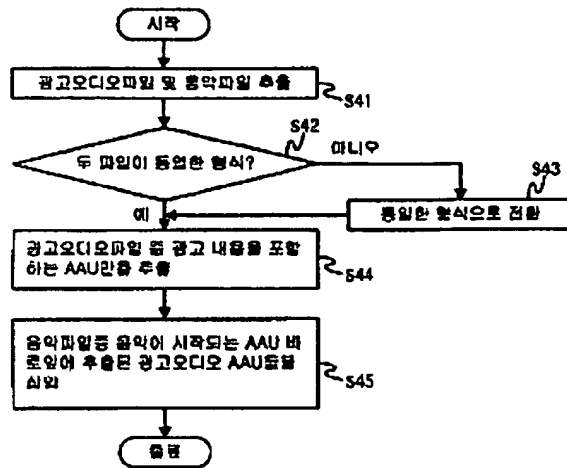 시작
광고오디오파일 및 음악파일 추출
S41
S42
두 파일이 동일한 형식?
아니오
S43
예
동일한 형식으로 전환
광고오디오파일 중 광고 내용을 포함
하는 AAU만을 추출
S44
음악파일중 음악이 시작되는 AAU 바
로앞에 추출된 광고오디오 AAU들을
삽입
S45
종료